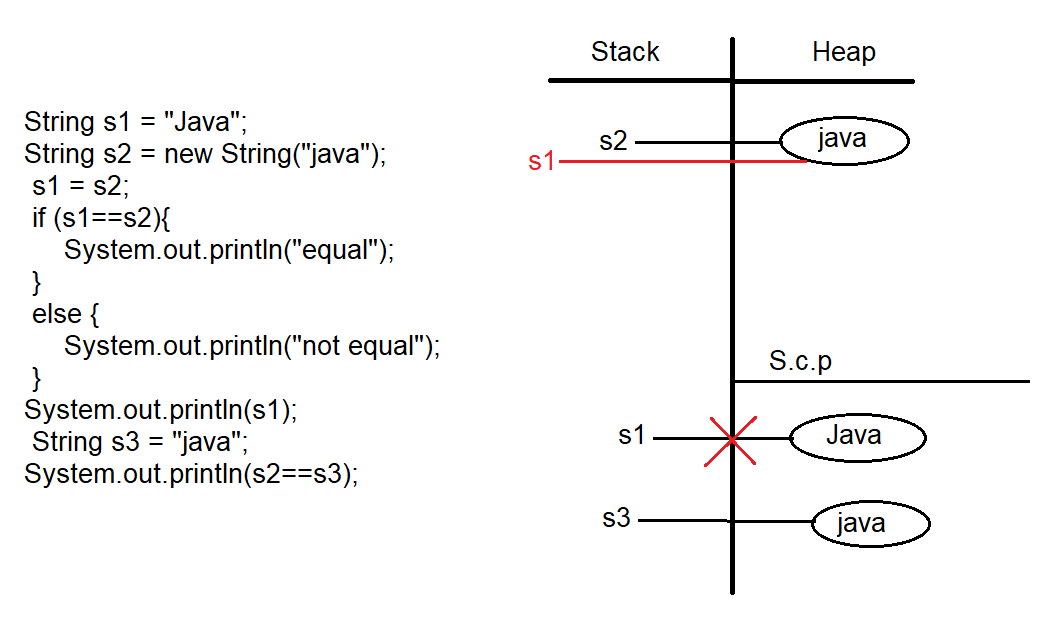 String s1 = "Java";
String s2 = new String("java");
s1 = s2;
if (s1==s2){
System.out.println("equal");
}
else {
System.out.println("not equal");
}
System.out.println(s1);
String s3 = "java";
System.out.println(s2==s3);
Stack
Heap
s2
java
s1
S.c.p
s1
Java
s3
java